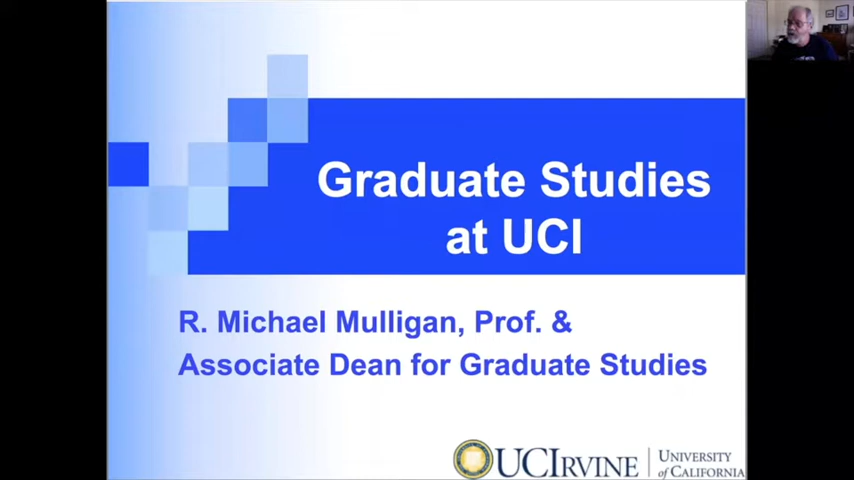 Graduate Studies
at UCI
R. Michael Mulligan, Prof. &
Associate Dean for Graduate Studies
UCIRVINE
UNIVERSITY
of CALIFORNIA